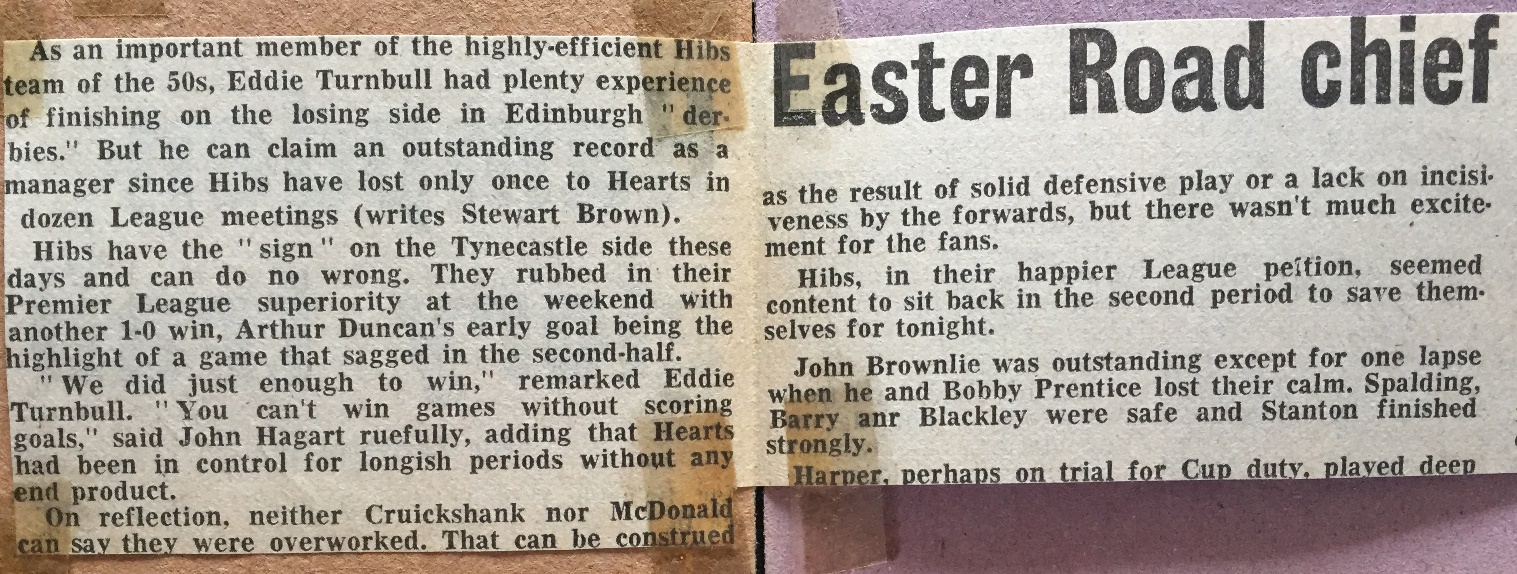 As an important member of the highly-efficient Hibs
team of the 50s, Eddie Turnbull had plenty experience
of finishing on the losing side in Edinburgh "der-
bies." But he can claim an outstanding record as a
manager since Hibs have lost only once to Hearts in
dozen League meetings (writes Stewart Brown).
Hibs have the "sign" on the Tynecastle side these
days and can do no wrong. They rubbed in their
Premier League superiority at the weekend with
another 1-0 win, Arthur Duncan's early goal being the
highlight of a game that sagged in the second-half.
"We did just enough to win," remarked Eddie
Turnbull. "You can't win games without scoring
goals," said John Hagart ruefully, adding that Hearts
had been in control for longish periods without any
end product.
On reflection, neither Cruickshank nor McDonald
can say they were overworked. That can be construed
Easter Road chief
as the result of solid defensive play or a lack on incisi-
veness by the forwards, but there wasn't much excite-
ment for the fans.
Hibs, in their happier League position, seemed
content to sit back in the second period to save them-
selves for tonight.
John Brownlie was outstanding except for one lapse
when he and Bobby Prentice lost their calm. Spalding,
Barry anr Blackley were safe and Stanton finished
strongly.
Harper, perhaps on trial for Cup duty, played deep